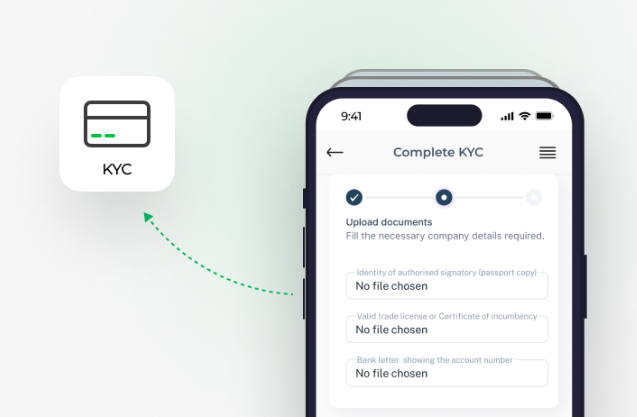 KYC
9:41
Complete KYC
Upload documents
Fill the necessary company details required.
Identity of authorised signatory (passport copy)
No file chosen
Valid trade license or Certificate of incumbency
No file chosen
Bank letter showing the account number
No file chosen